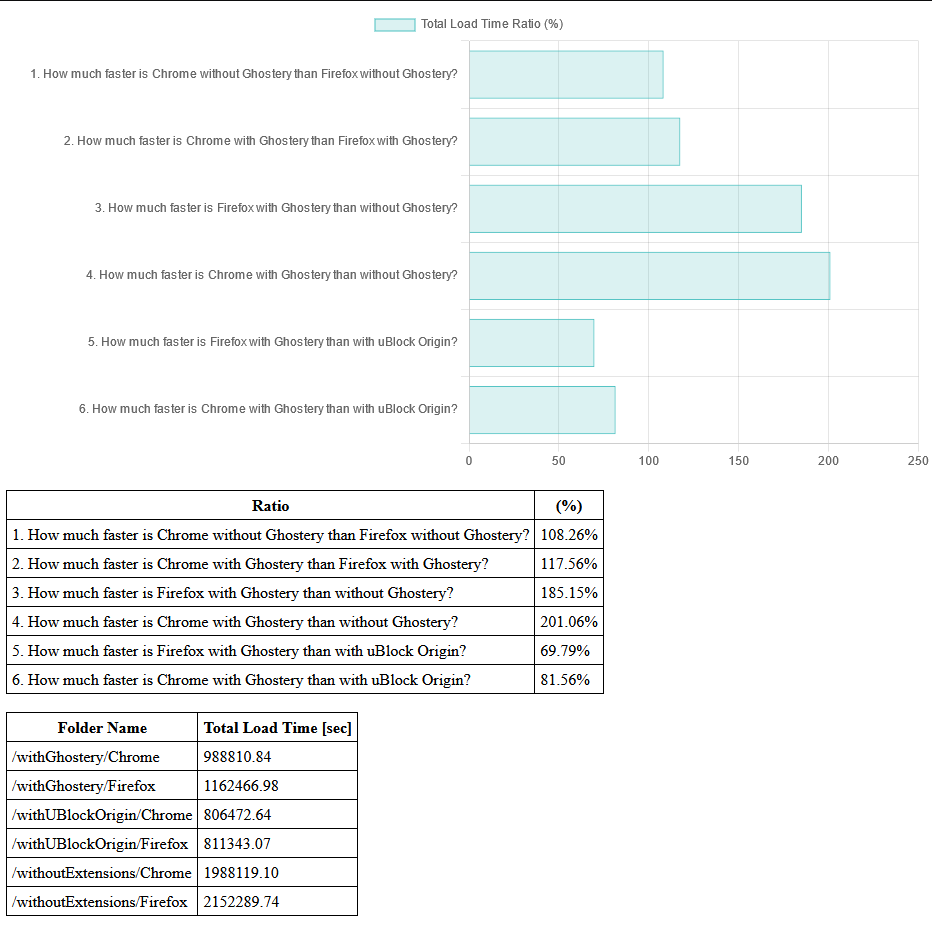 Total Load Time Ratio (%)
1. How much faster is Chrome without Ghostery than Firefox without Ghostery?
2. How much faster is Chrome with Ghostery than Firefox with Ghostery?
3. How much faster is Firefox with Ghostery than without Ghostery?
4. How much faster is Chrome with Ghostery than without Ghostery?
5. How much faster is Firefox with Ghostery than with uBlock Origin?
6. How much faster is Chrome with Ghostery than with uBlock Origin?
0 50 100 150 200 250
Ratio (%)
1. How much faster is Chrome without Ghostery than Firefox without Ghostery? 108.26%
2. How much faster is Chrome with Ghostery than Firefox with Ghostery? 117.56%
3. How much faster is Firefox with Ghostery than without Ghostery? 185.15%
4. How much faster is Chrome with Ghostery than without Ghostery? 201.06%
5. How much faster is Firefox with Ghostery than with uBlock Origin? 69.79%
6. How much faster is Chrome with Ghostery than with uBlock Origin? 81.56%
Folder Name Total Load Time [sec]
/withGhostery/Chrome 988810.84
/withGhostery/Firefox 1162466.98
/withUBlockOrigin/Chrome 806472.64
/withUBlockOrigin/Firefox 811343.07
/withoutExtensions/Chrome 1988119.10
/withoutExtensions/Firefox 2152289.74